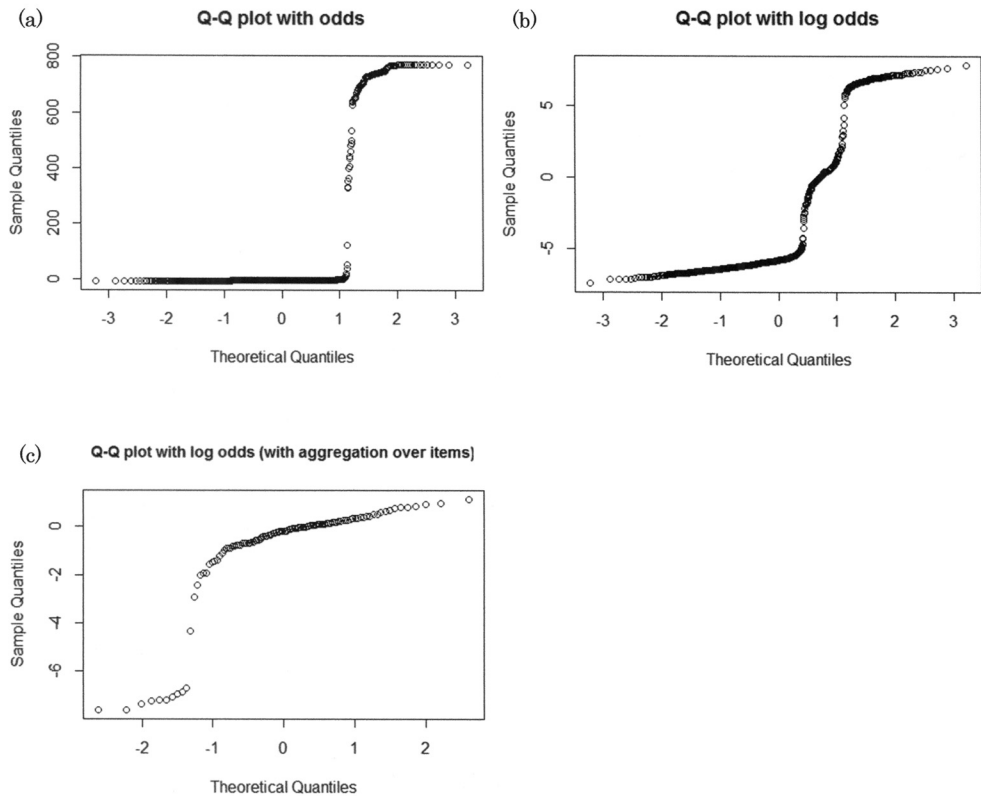 (a)
Q-Q plot with odds
Sample Quantiles
800
600
400
200
0
-3 -2 -1 0 1 2 3
Theoretical Quantiles
(b)
Q-Q plot with log odds
Sample Quantiles
5
0
-5
-3 -2 -1 0 1 2 3
Theoretical Quantiles
(c)
Q-Q plot with log odds (with aggregation over items)
Sample Quantiles
0
-2
-4
-6
-2 -1 0 1 2
Theoretical Quantiles